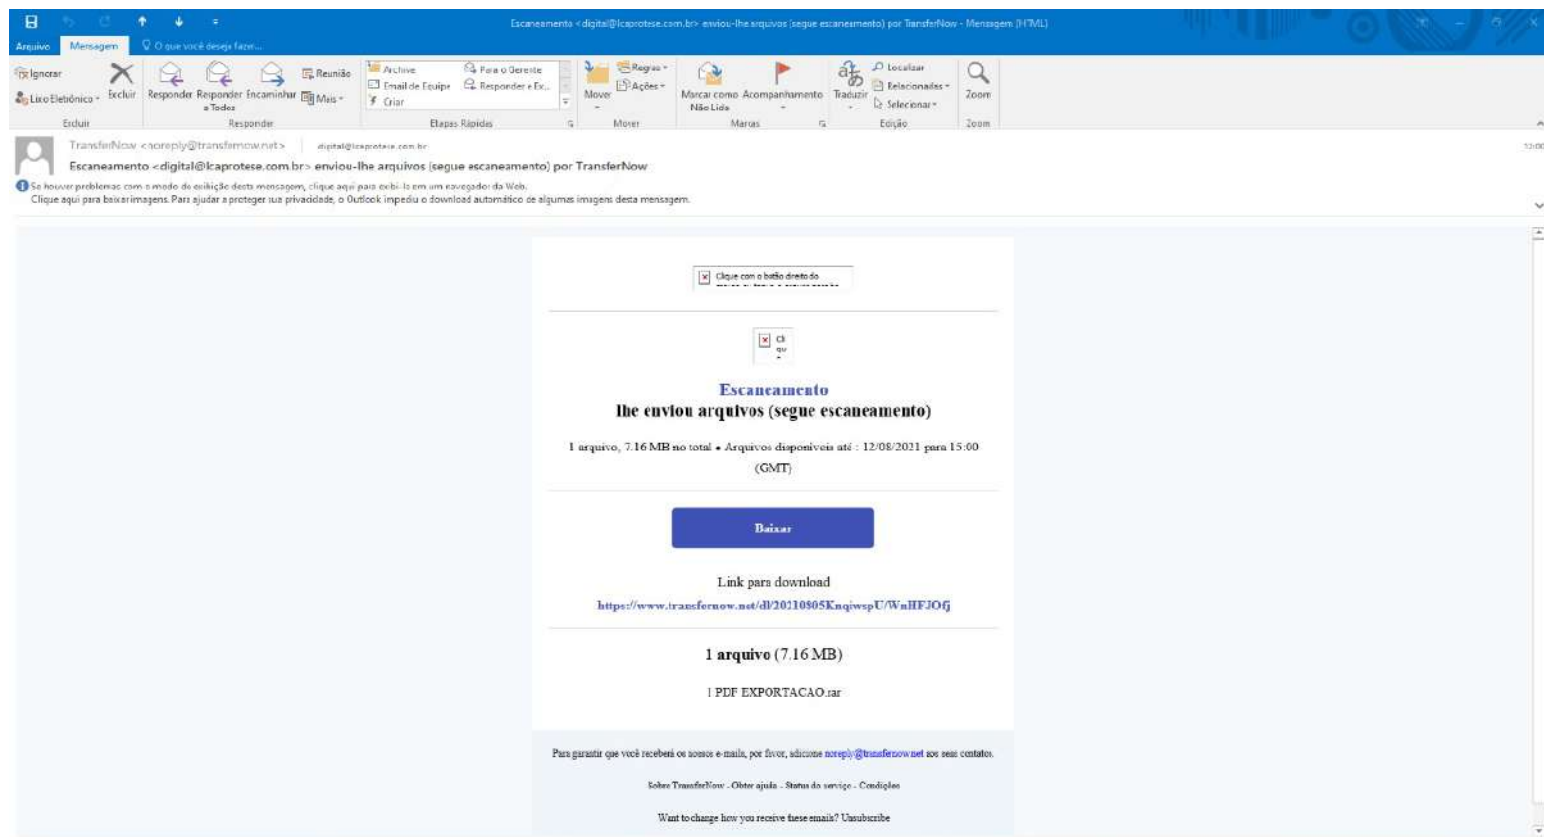 Escaneamento <digital@lcaprotese.com.br> enviou-lhe arquivos (segue escaneamento) por TransferNow - Mensagem (HTML)
Arquivo Mensagem O que você deseja fazer...
Ignorar
Lixo Eletrônico
Excluir
Responder
Responder a Todos
Encaminhar
Reunião
Mais
Archive
Email de Equipe
Criar
Para o Gerente
Responder e Ex...
Mover
Regras
Ações
Marcar como Não Lida
Acompanhamento
Traduzir
Localizar
Relacionadas
Selecionar
Zoom
Excluir Responder Etapas Rápidas Mover Marcas Edição Zoom
TransferNow <noreply@transfernow.net> digital@lcaprotese.com.br
12:00
Escaneamento <digital@lcaprotese.com.br> enviou-lhe arquivos (segue escaneamento) por TransferNow
Se houver problemas com o modo de exibição desta mensagem, clique aqui para exibi-la em um navegador da Web.
Clique aqui para baixar imagens. Para ajudar a proteger sua privacidade, o Outlook impediu o download automático de algumas imagens desta mensagem.
Clique com o botão direito do
Cli
qu
Escaneamento
lhe enviou arquivos (segue escaneamento)
1 arquivo, 7.16 MB no total • Arquivos disponíveis até : 12/08/2021 para 15:00
(GMT)
Baixar
Link para download
https://www.transfernow.net/dl/20210805KnqiwspU/WnHFJOfj
1 arquivo (7.16 MB)
1 PDF EXPORTACAO.rar
Para garantir que você receberá os nossos e-mails, por favor, adicione noreply@transfernow.net aos seus contatos.
Sobre TransferNow - Obter ajuda - Status do serviço - Condições
Want to change how you receive these emails? Unsubscribe